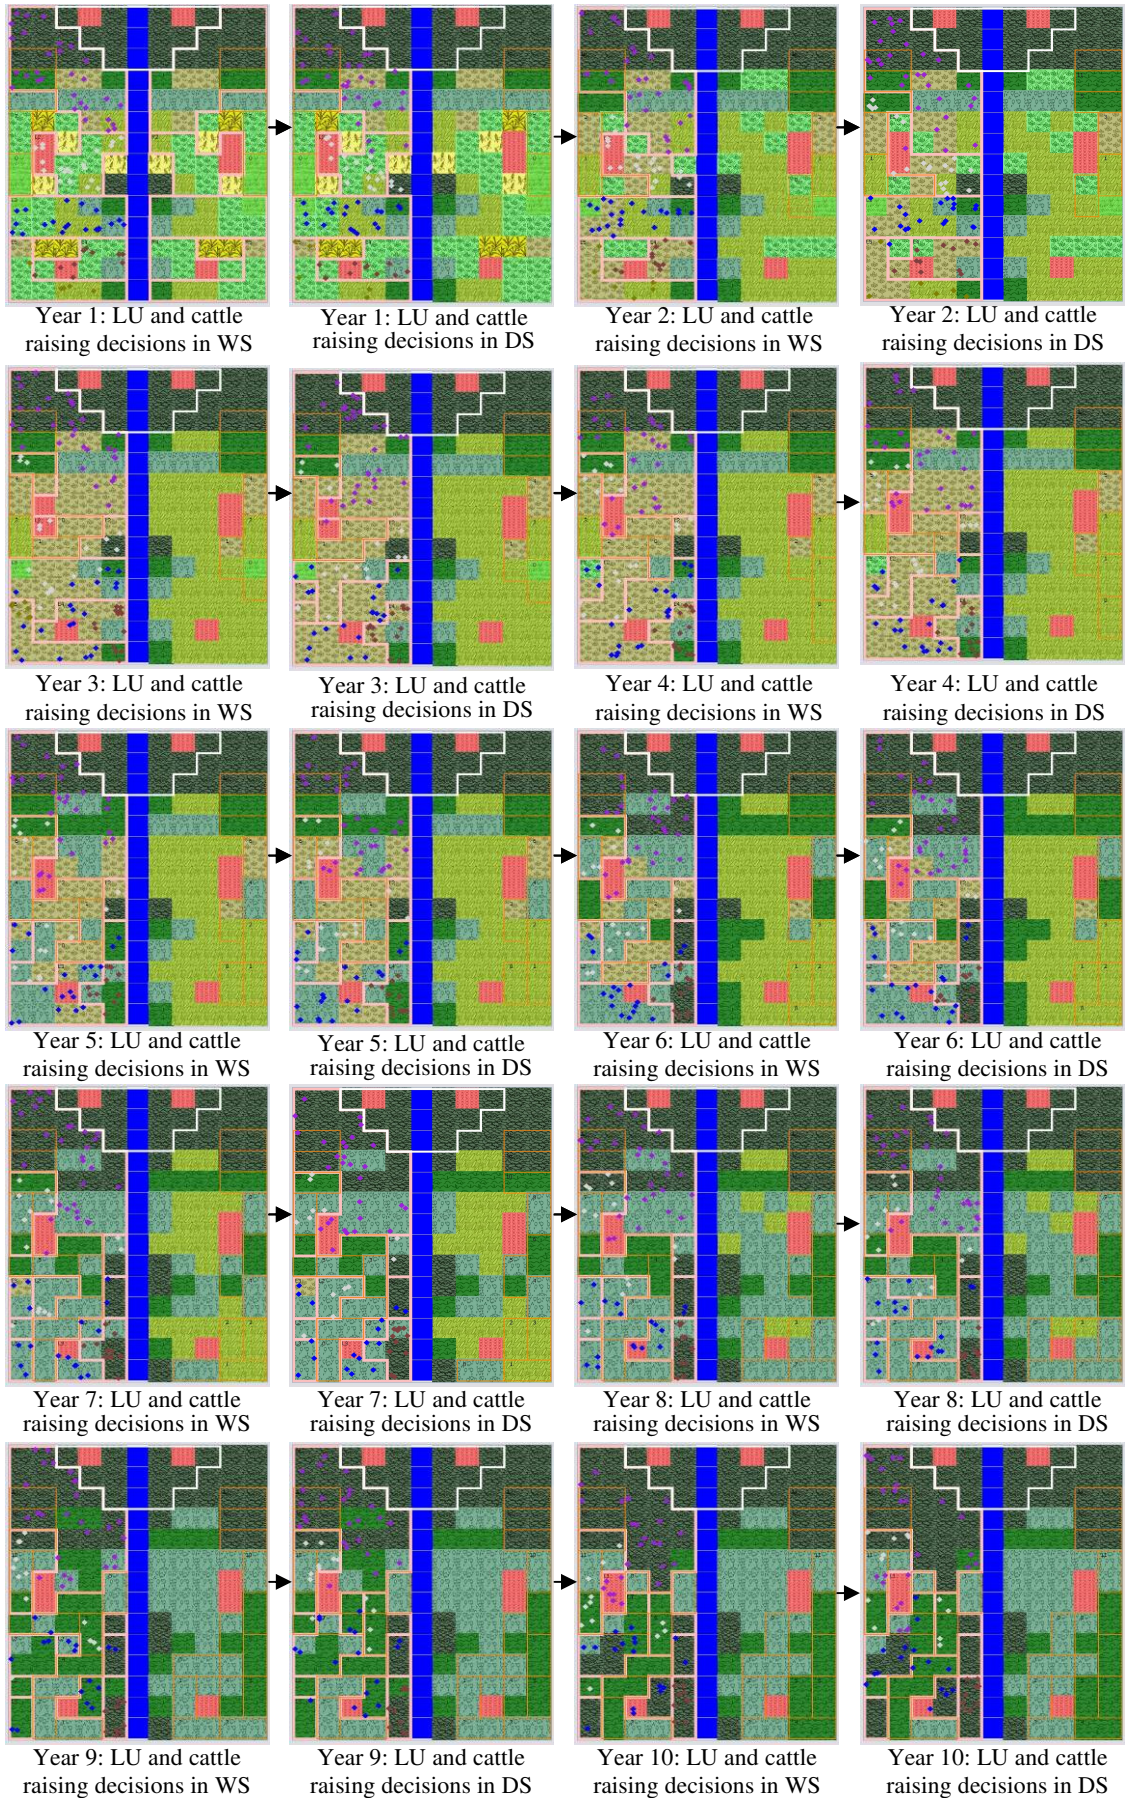 Year 1: LU and cattle
raising decisions in WS
Year 1: LU and cattle
raising decisions in DS
Year 2: LU and cattle
raising decisions in WS
Year 2: LU and cattle
raising decisions in DS
Year 3: LU and cattle
raising decisions in WS
Year 3: LU and cattle
raising decisions in DS
Year 4: LU and cattle
raising decisions in WS
Year 4: LU and cattle
raising decisions in DS
Year 5: LU and cattle
raising decisions in WS
Year 5: LU and cattle
raising decisions in DS
Year 6: LU and cattle
raising decisions in WS
Year 6: LU and cattle
raising decisions in DS
Year 7: LU and cattle
raising decisions in WS
Year 7: LU and cattle
raising decisions in DS
Year 8: LU and cattle
raising decisions in WS
Year 8: LU and cattle
raising decisions in DS
Year 9: LU and cattle
raising decisions in WS
Year 9: LU and cattle
raising decisions in DS
Year 10: LU and cattle
raising decisions in WS
Year 10: LU and cattle
raising decisions in DS